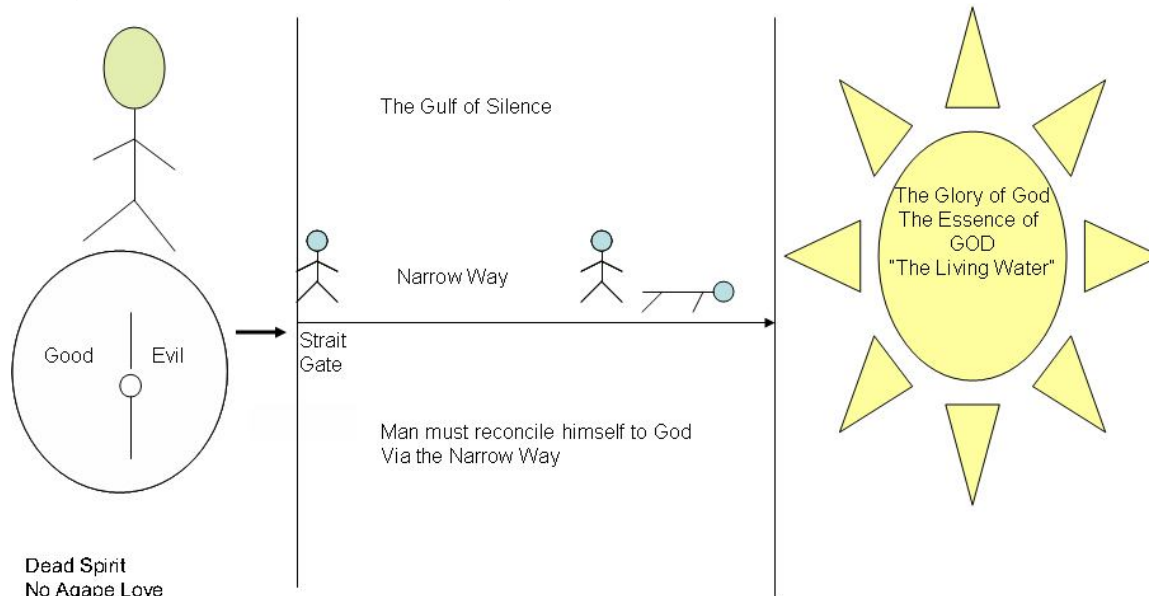 The Gulf of Silence
The Glory of God
The Essence of
GOD
"The Living Water"
Narrow Way
Good
Evil
Strait
Gate
Man must reconcile himself to God
Via the Narrow Way
Dead Spirit
No Agape Love